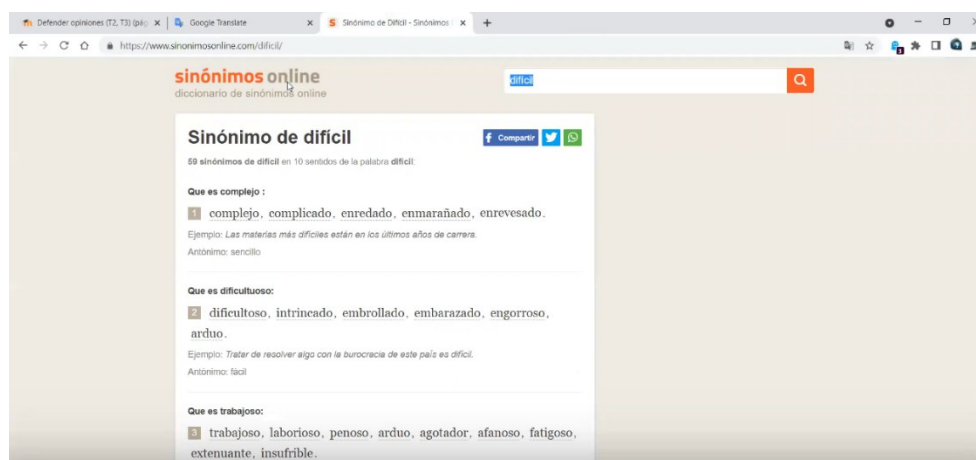 Defender opiniones (T2, T3) (pág
Google Translate
Sinónimo de Difícil - Sinónimos
https://www.sinonimosonline.com/dificil/
sinónimos online
diccionario de sinónimos online
difícil
Sinónimo de difícil
Compartir
59 sinónimos de difícil en 10 sentidos de la palabra difícil:
Que es complejo :
1 complejo, complicado, enredado, enmarañado, enrevesado.
Ejemplo: Las materias más difíciles están en los últimos años de carrera.
Antónimo: sencillo
Que es dificultuoso:
2 dificultoso, intrincado, embrollado, embarazado, engorroso,
arduo.
Ejemplo: Tratar de resolver algo con la burocracia de este país es difícil.
Antónimo: fácil
Que es trabajoso:
3 trabajoso, laborioso, penoso, arduo, agotador, afanoso, fatigoso,
extenuante, insufrible.